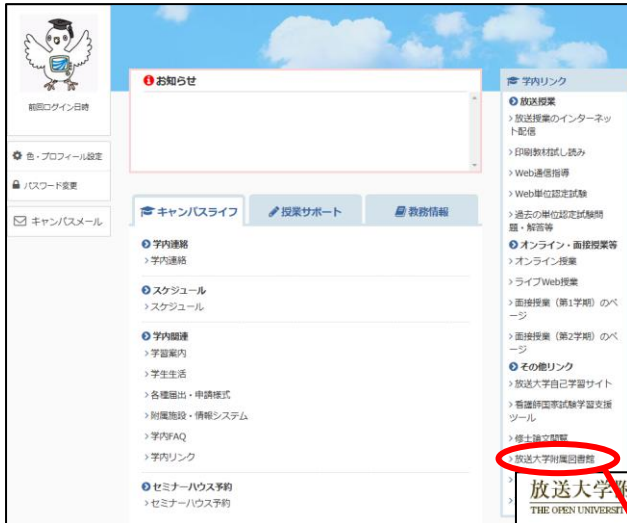 前回ログイン日時
色・プロフィール設定
パスワード変更
キャンパスメール
お知らせ
キャンパスライフ
授業サポート
教務情報
学内連絡
>学内連絡
スケジュール
>スケジュール
学内関連
>学習案内
>学生生活
>各種届出・申請様式
>附属施設・情報システム
>学内FAQ
>学内リンク
セミナーハウス予約
>セミナーハウス予約
学内リンク
放送授業
>放送授業のインターネッ
ト配信
>印刷教材試し読み
>Web通信指導
>Web単位認定試験
>過去の単位認定試験問
題・解答等
オンライン・面接授業等
>オンライン授業
>ライブWeb授業
>面接授業（第1学期）のペ
ージ
>面接授業（第2学期）のペ
ージ
その他リンク
>放送大学自己学習サイト
>看護師国家試験学習支援
ツール
>修士論文閲覧
>放送大学附属図書館
放送大学附
THE OPEN UNIVERSIT